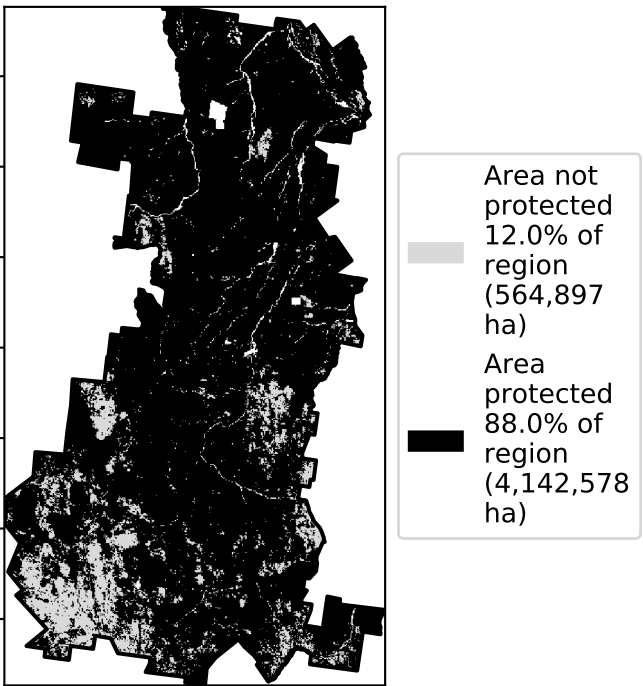 Area not
protected
12.0% of
region
(564,897
ha)
Area
protected
88.0% of
region
(4,142,578
ha)